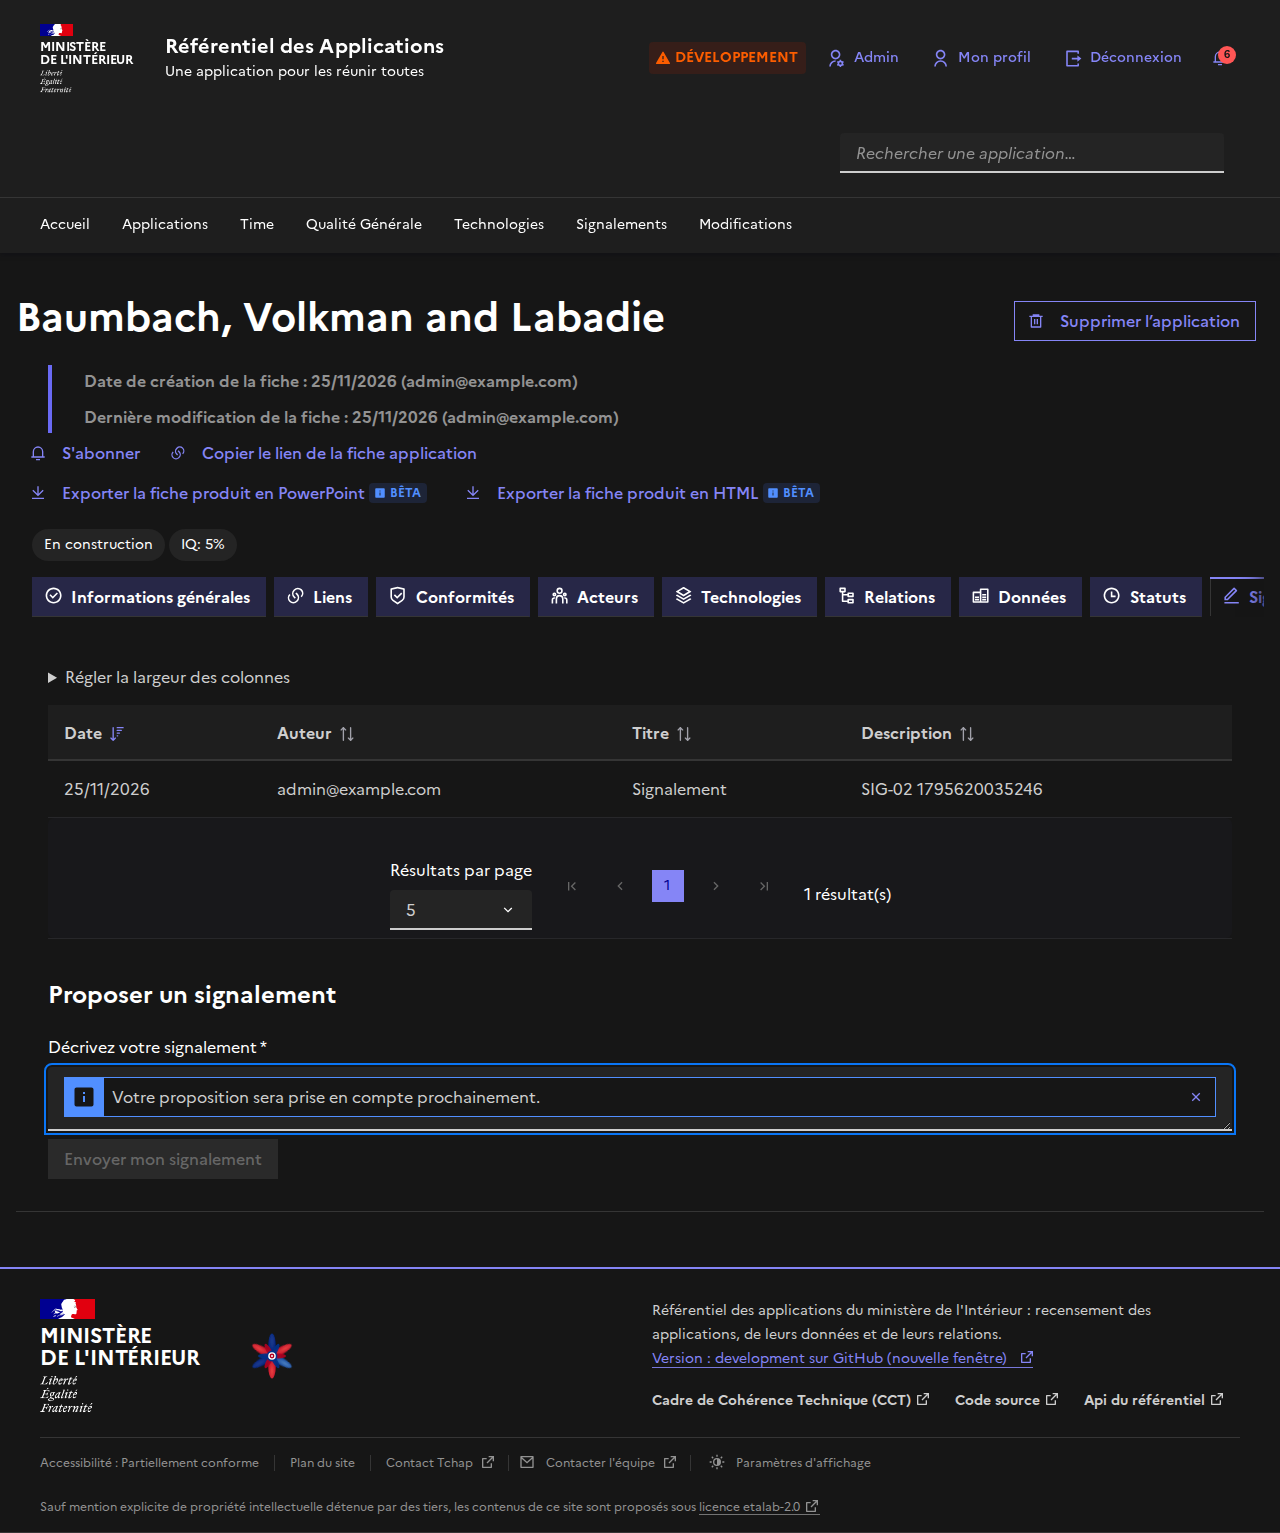 MINISTÈRE
DE L'INTÉRIEUR
Liberté
Égalité
Fraternité
Référentiel des Applications
Une application pour les réunir toutes
DÉVELOPPEMENT
Admin
Mon profil
Déconnexion
6
Rechercher une application…
Accueil
Applications
Time
Qualité Générale
Technologies
Signalements
Modifications
Baumbach, Volkman and Labadie
Supprimer l’application
Date de création de la fiche : 25/11/2026 (admin@example.com)
Dernière modification de la fiche : 25/11/2026 (admin@example.com)
S'abonner
Copier le lien de la fiche application
Exporter la fiche produit en PowerPoint BÊTA
Exporter la fiche produit en HTML BÊTA
En construction
IQ: 5%
Informations générales
Liens
Conformités
Acteurs
Technologies
Relations
Données
Statuts
Régler la largeur des colonnes
Date
Auteur
Titre
Description
25/11/2026
admin@example.com
Signalement
SIG-02 1795620035246
Résultats par page
5
1
1 résultat(s)
Proposer un signalement
Décrivez votre signalement *
Votre proposition sera prise en compte prochainement.
Envoyer mon signalement
MINISTÈRE
DE L'INTÉRIEUR
Liberté
Égalité
Fraternité
Référentiel des applications du ministère de l'Intérieur : recensement des
applications, de leurs données et de leurs relations.
Version : development sur GitHub (nouvelle fenêtre)
Cadre de Cohérence Technique (CCT)
Code source
Api du référentiel
Accessibilité : Partiellement conforme
Plan du site
Contact Tchap
Contacter l'équipe
Paramètres d'affichage
Sauf mention explicite de propriété intellectuelle détenue par des tiers, les contenus de ce site sont proposés sous licence etalab-2.0